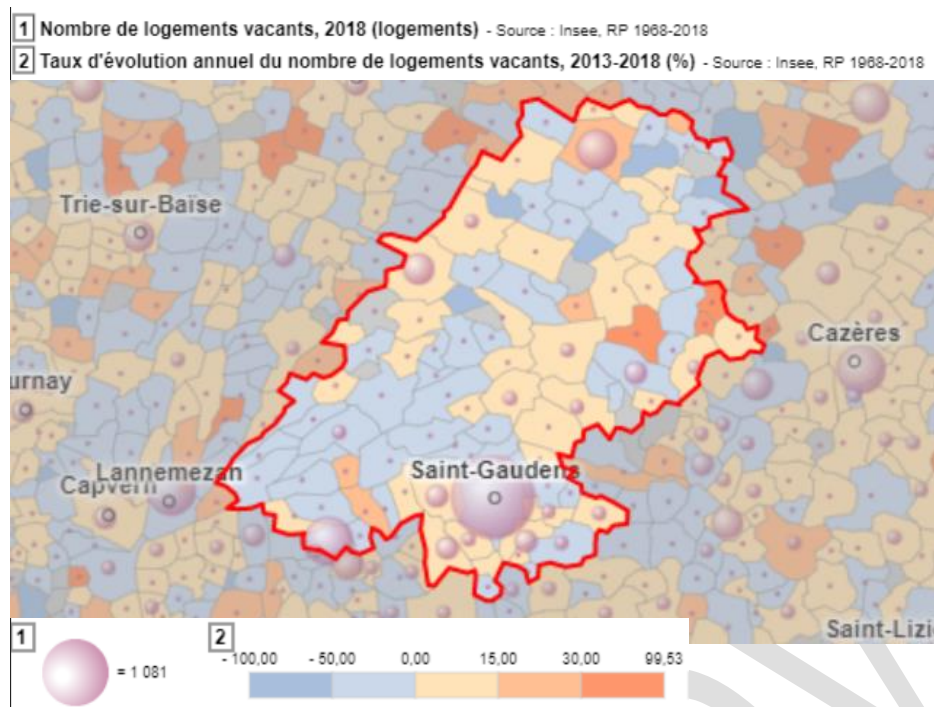 1 Nombre de logements vacants, 2018 (logements) - Source : Insee, RP 1968-2018
2 Taux d'évolution annuel du nombre de logements vacants, 2013-2018 (%) - Source : Insee, RP 1968-2018
Trie-sur-Baïse
Cazères
urnay
Lannemezan
Capvern
Saint-Gaudens
Saint-Lizi
1 2
= 1 081
- 100,00 - 50,00 0,00 15,00 30,00 99,53